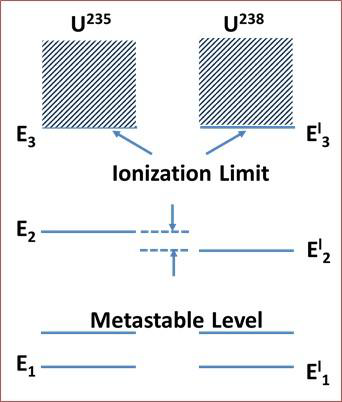 U²³⁵ U²³⁸
E₃ Eᴵ₃
Ionization Limit
E₂ Eᴵ₂
Metastable Level
E₁ Eᴵ₁